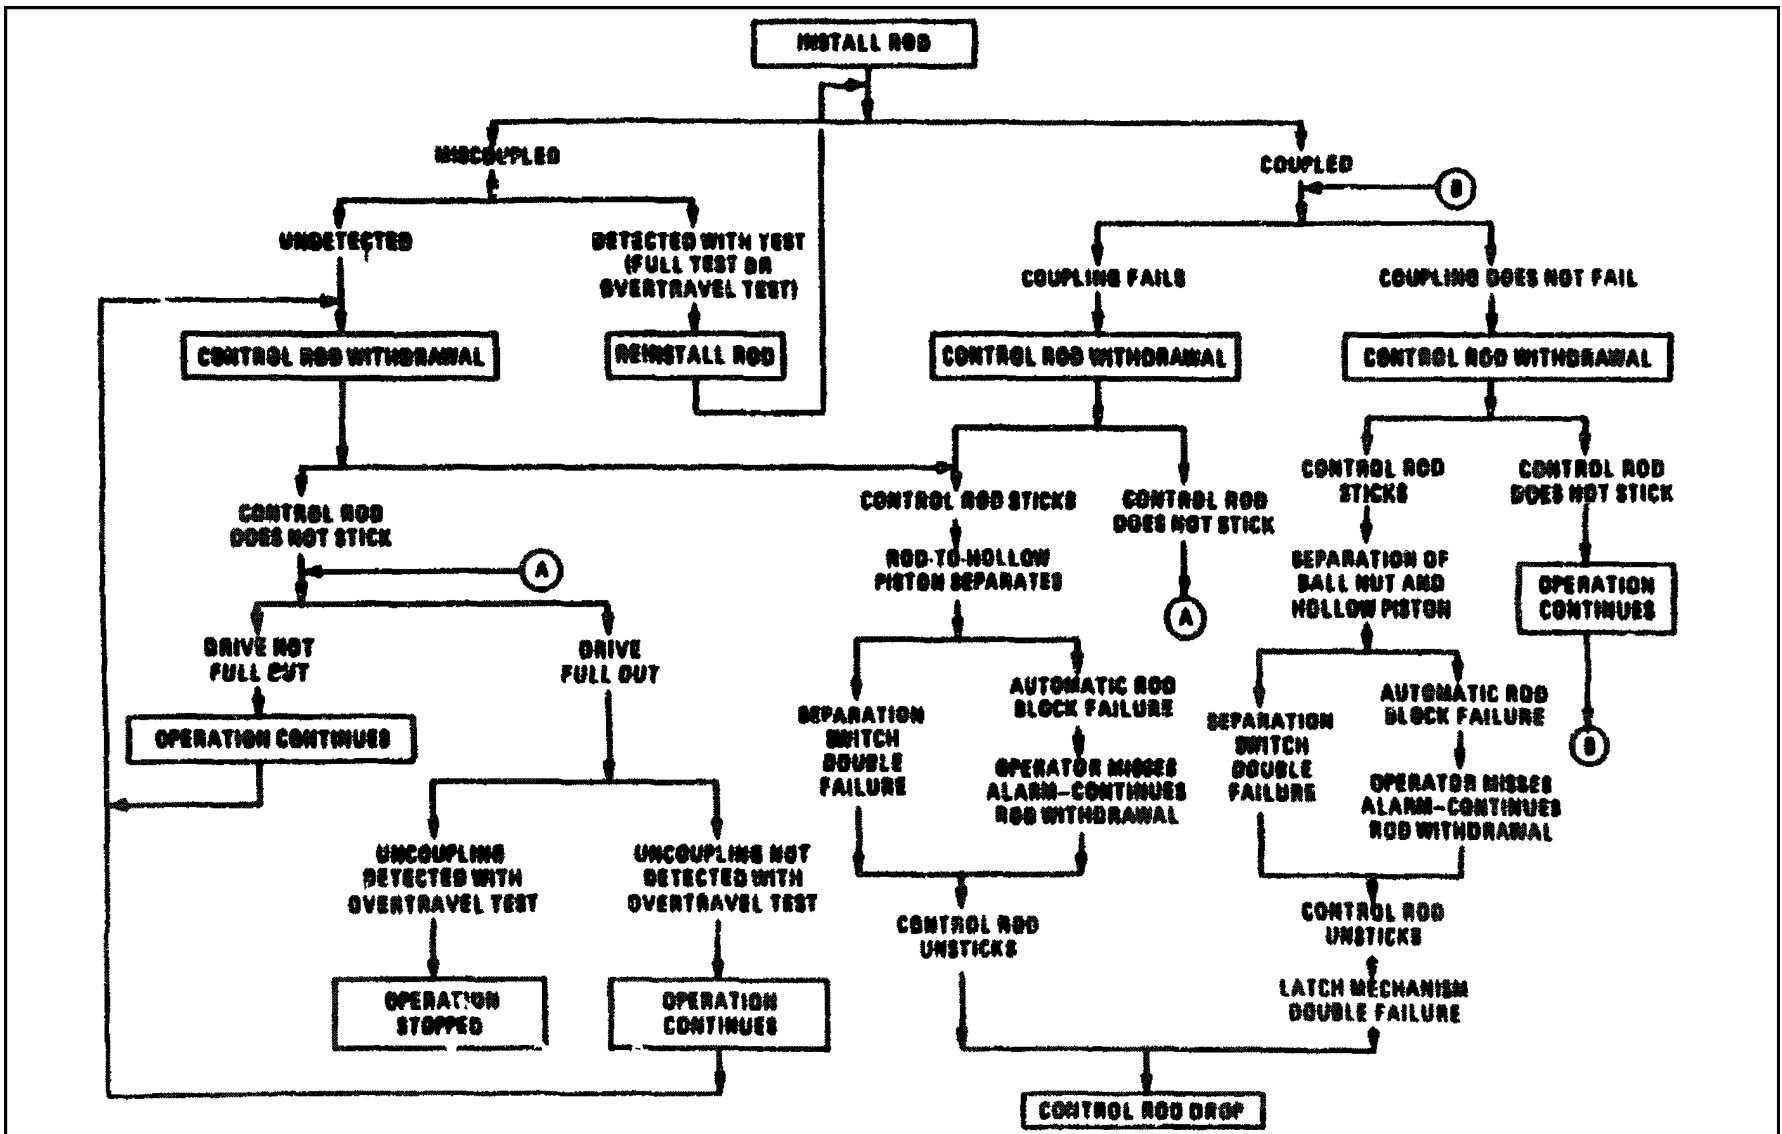 INSTALL ROD
MISCOUPLED
COUPLED
B
UNDETECTED
DETECTED WITH TEST
(FULL TEST OR
OVERTRAVEL TEST)
COUPLING FAILS
COUPLING DOES NOT FAIL
CONTROL ROD WITHDRAWAL
REINSTALL ROD
CONTROL ROD WITHDRAWAL
CONTROL ROD WITHDRAWAL
CONTROL ROD
DOES NOT STICK
CONTROL ROD STICKS
CONTROL ROD
DOES NOT STICK
CONTROL ROD
STICKS
CONTROL ROD
DOES NOT STICK
A
ROD-TO-HOLLOW
PISTON SEPARATES
A
SEPARATION OF
BALL NUT AND
HOLLOW PISTON
OPERATION
CONTINUES
DRIVE NOT
FULL OUT
DRIVE
FULL OUT
OPERATION CONTINUES
SEPARATION
SWITCH
DOUBLE
FAILURE
AUTOMATIC ROD
BLOCK FAILURE
OPERATOR MISSES
ALARM-CONTINUES
ROD WITHDRAWAL
SEPARATION
SWITCH
DOUBLE
FAILURE
AUTOMATIC ROD
BLOCK FAILURE
OPERATOR MISSES
ALARM-CONTINUES
ROD WITHDRAWAL
B
UNCOUPLING
DETECTED WITH
OVERTRAVEL TEST
UNCOUPLING NOT
DETECTED WITH
OVERTRAVEL TEST
CONTROL ROD
UNSTICKS
CONTROL ROD
UNSTICKS
OPERATION
STOPPED
OPERATION
CONTINUES
LATCH MECHANISM
DOUBLE FAILURE
CONTROL ROD DROP